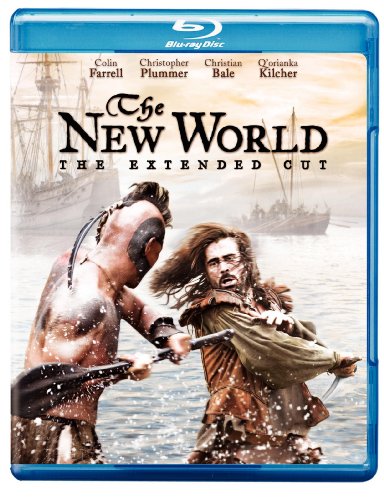 Blu-ray Disc
Colin Farrell
Christopher Plummer
Christian Bale
Q'orianka Kilcher
The
NEW WORLD
THE EXTENDED CUT